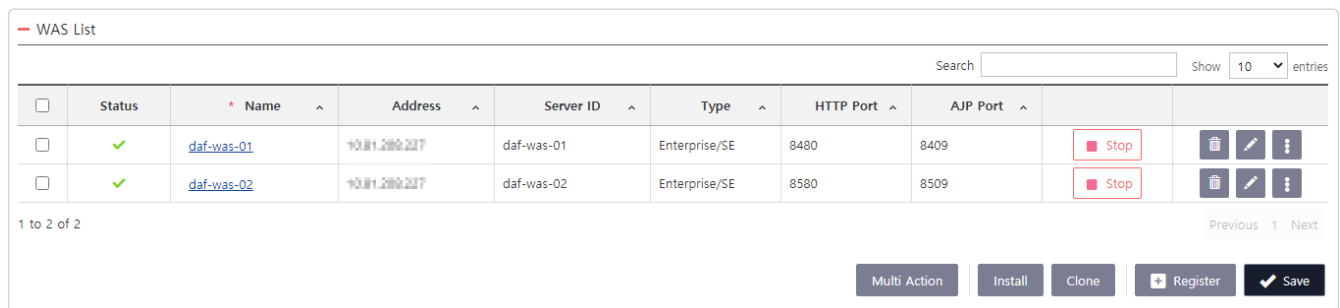 WAS List
Search Show 10 entries
Status * Name Address Server ID Type HTTP Port AJP Port
daf-was-01 daf-was-01 Enterprise/SE 8480 8409 Stop
daf-was-02 daf-was-02 Enterprise/SE 8580 8509 Stop
1 to 2 of 2 Previous 1 Next
Multi Action Install Clone Register Save